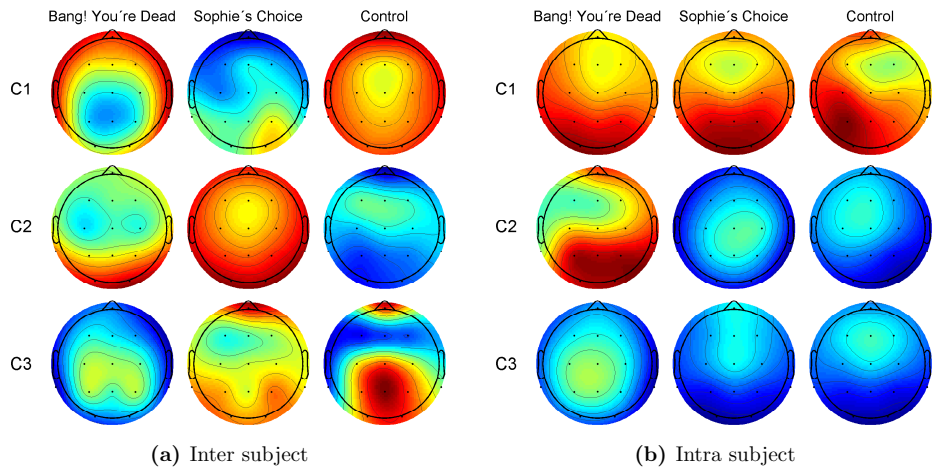 Bang! You´re Dead Sophie´s Choice Control
Bang! You´re Dead Sophie´s Choice Control
C1
C1
C2
C2
C3
C3
(a) Inter subject
(b) Intra subject